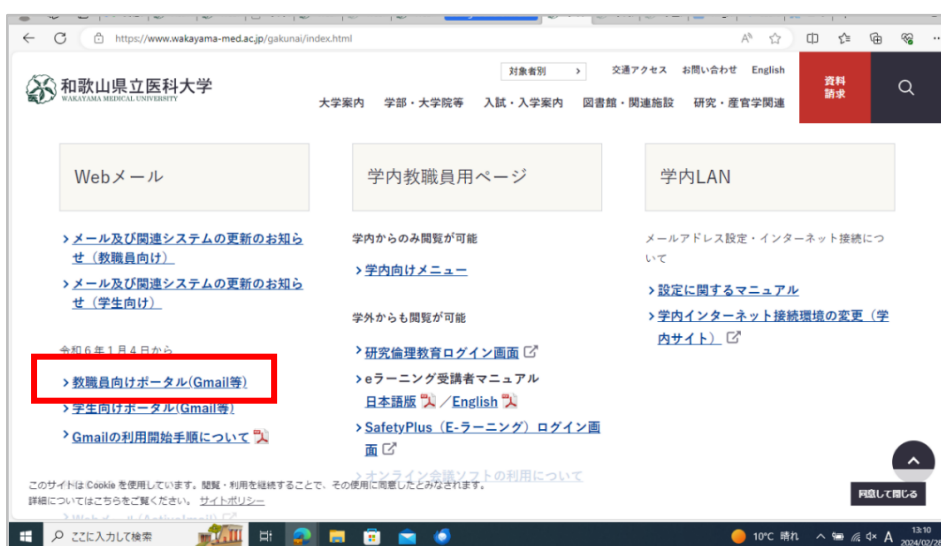 https://www.wakayama-med.ac.jp/gakunai/index.html
和歌山県立医科大学
WAKAYAMA MEDICAL UNIVERSITY
対象者別 > 交通アクセス お問い合わせ English
資料
請求
大学案内 学部・大学院等 入試・入学案内 図書館・関連施設 研究・産官学関連
Webメール
> メール及び関連システムの更新のお知ら
せ（教職員向け）
> メール及び関連システムの更新のお知ら
せ（学生向け）
令和6年1月4日から
> 教職員向けポータル(Gmail等)
> 学生向けポータル(Gmail等)
> Gmailの利用開始手順について
学内教職員用ページ
学内からのみ閲覧が可能
> 学内向けメニュー
学外からも閲覧が可能
> 研究倫理教育ログイン画面
> eラーニング受講者マニュアル
日本語版 ／English
> SafetyPlus（E-ラーニング）ログイン画
面
> オンライン会議ソフトの利用について
学内LAN
メールアドレス設定・インターネット接続につ
いて
> 設定に関するマニュアル
> 学内インターネット接続環境の変更（学
内サイト）
このサイトは Cookie を使用しています。閲覧・利用を継続することで、その使用に同意したとみなされます。
詳細についてはこちらをご覧ください。 サイトポリシー
同意して閉じる
> Webメール (Active!mail)
ここに入力して検索
10°C 晴れ
A
13:10
2024/02/28